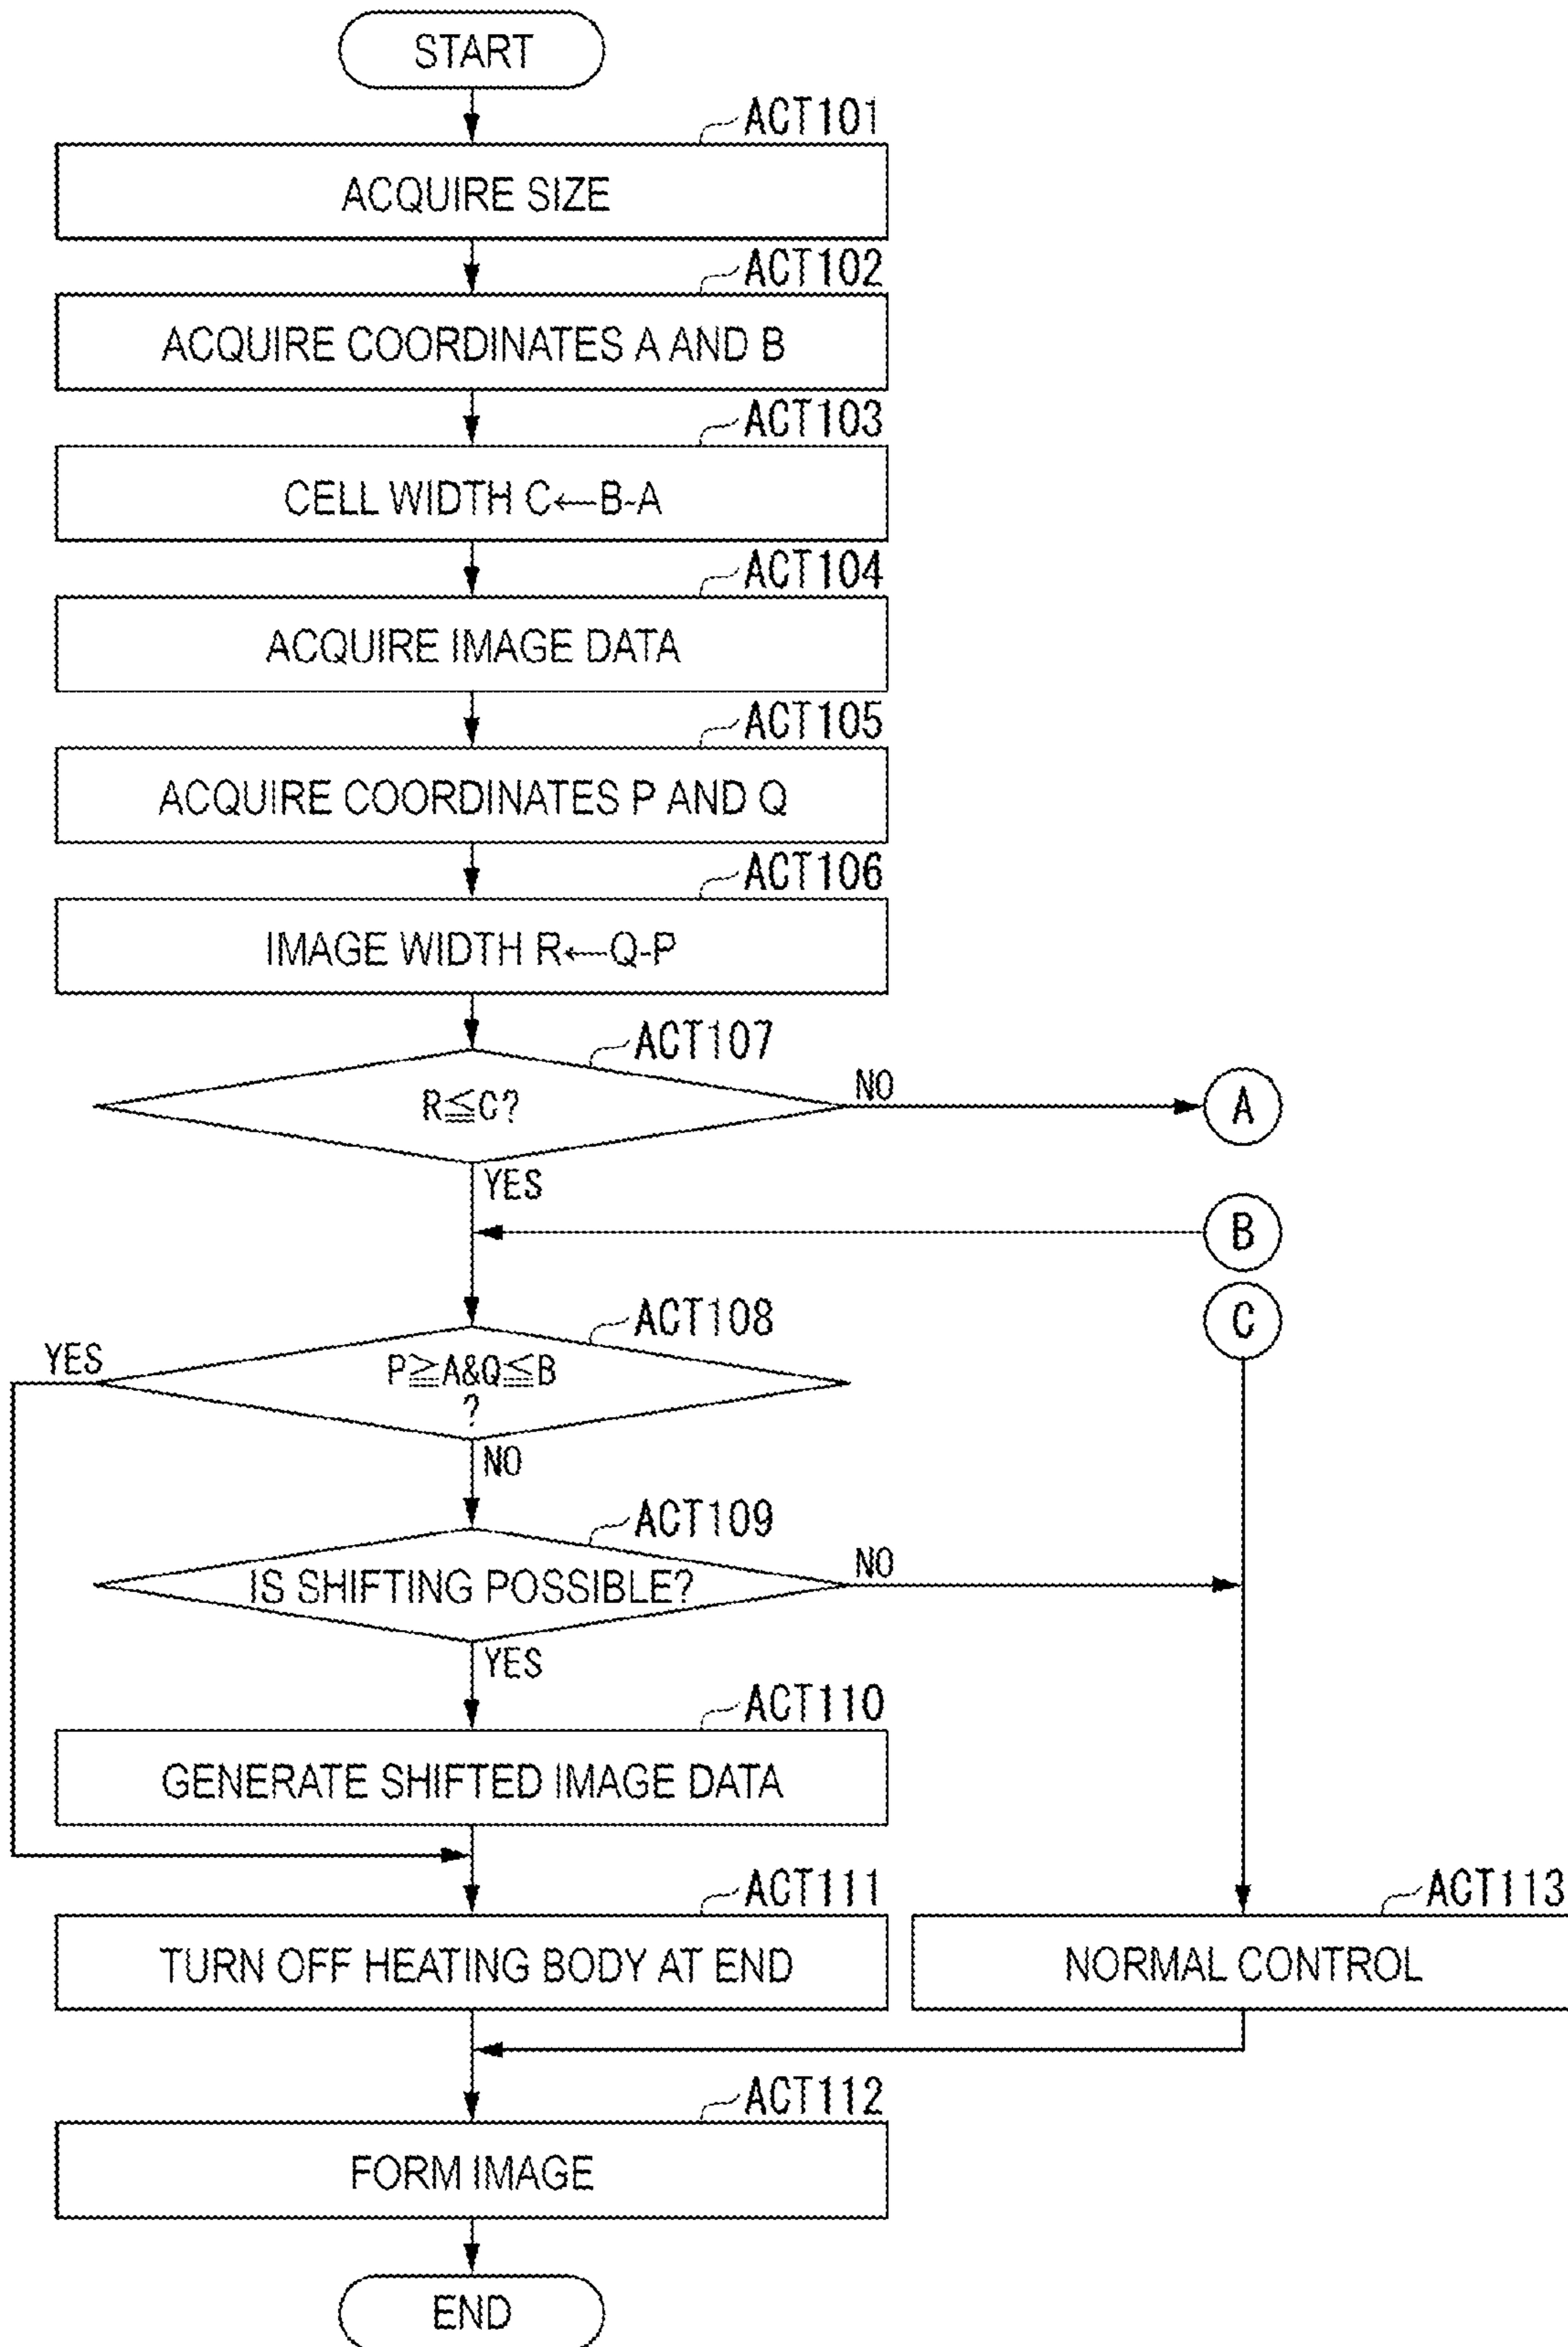 START
ACT101
ACQUIRE SIZE
ACT102
ACQUIRE COORDINATES A AND B
ACT103
CELL WIDTH C←B-A
ACT104
ACQUIRE IMAGE DATA
ACT105
ACQUIRE COORDINATES P AND Q
ACT106
IMAGE WIDTH R←Q-P
ACT107
R≦C?
NO
A
YES
B
C
ACT108
YES
P≧A&Q≦B
?
NO
ACT109
IS SHIFTING POSSIBLE?
NO
YES
ACT110
GENERATE SHIFTED IMAGE DATA
ACT111
TURN OFF HEATING BODY AT END
ACT113
NORMAL CONTROL
ACT112
FORM IMAGE
END